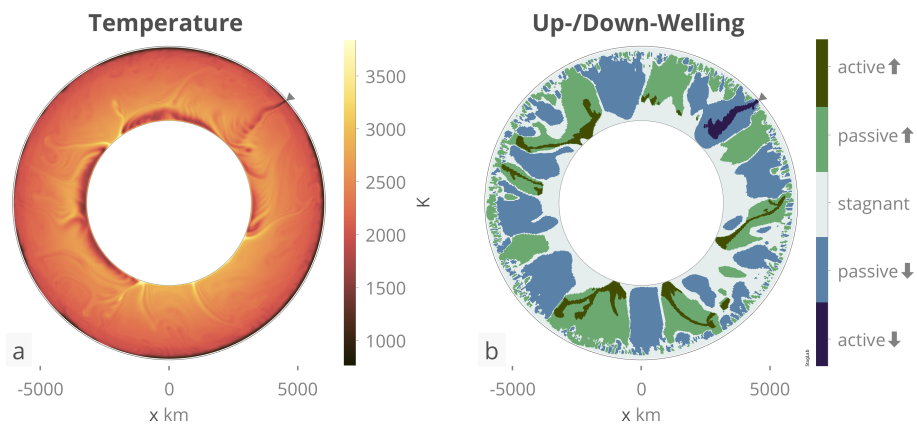 Temperature
Up-/Down-Welling
3500
3000
2500
2000
1500
1000
K
active
passive
stagnant
passive
active
a
b
StagLab
-5000
0
5000
-5000
0
5000
x km
x km